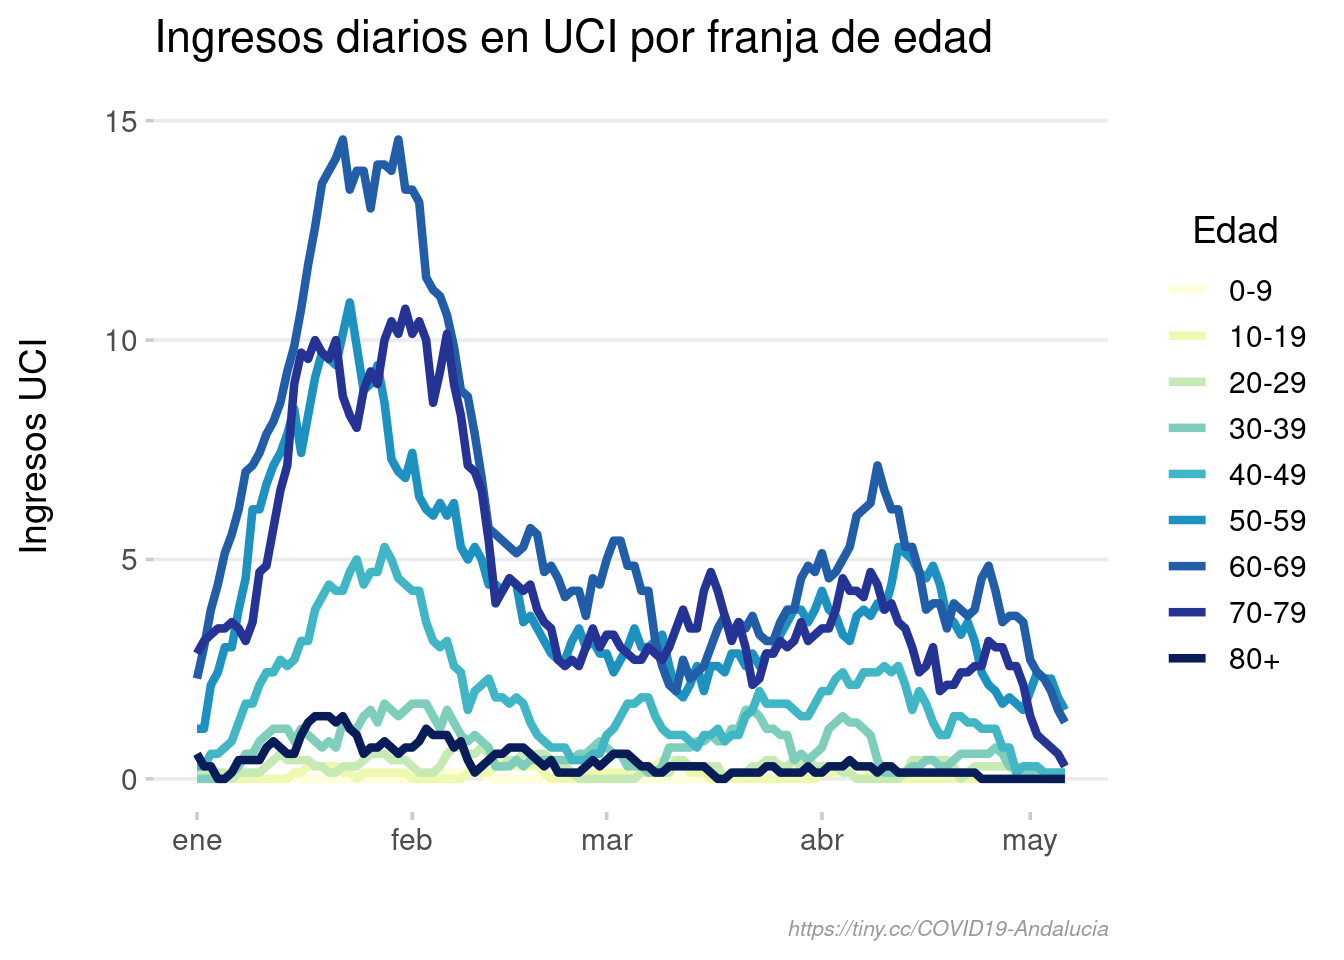 Ingresos diarios en UCI por franja de edad
Ingresos UCI
15
10
5
0
ene
feb
mar
abr
may
Edad
0-9
10-19
20-29
30-39
40-49
50-59
60-69
70-79
80+
https://tiny.cc/COVID19-Andalucia